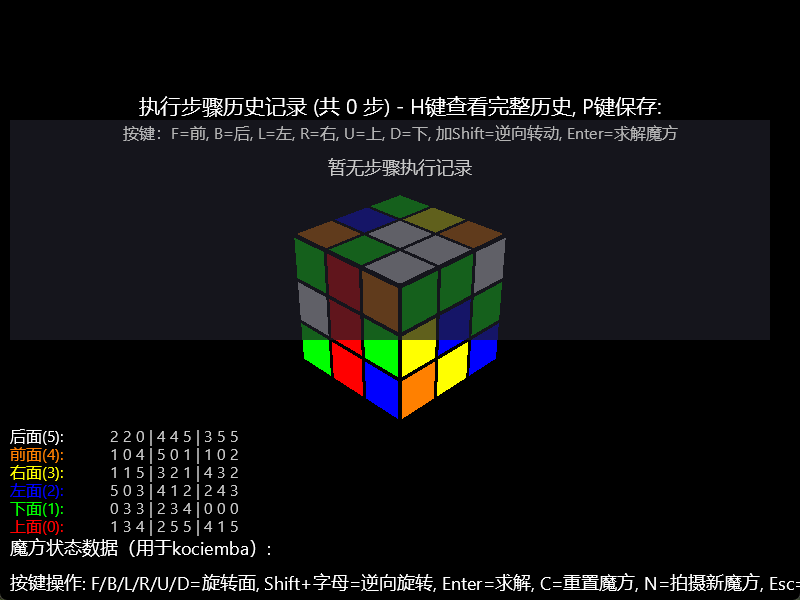 执行步骤历史记录 (共 0 步) - H键查看完整历史, P键保存:
按键：F=前, B=后, L=左, R=右, U=上, D=下, 加Shift=逆向转动, Enter=求解魔方
暂无步骤执行记录
后面(5): 2 2 0 | 4 4 5 | 3 5 5
前面(4): 1 0 4 | 5 0 1 | 1 0 2
右面(3): 1 1 5 | 3 2 1 | 4 3 2
左面(2): 5 0 3 | 4 1 2 | 2 4 3
下面(1): 0 3 3 | 2 3 4 | 0 0 0
上面(0): 1 3 4 | 2 5 5 | 4 1 5
魔方状态数据（用于kociemba）:
按键操作: F/B/L/R/U/D=旋转面, Shift+字母=逆向旋转, Enter=求解, C=重置魔方, N=拍摄新魔方, Esc=